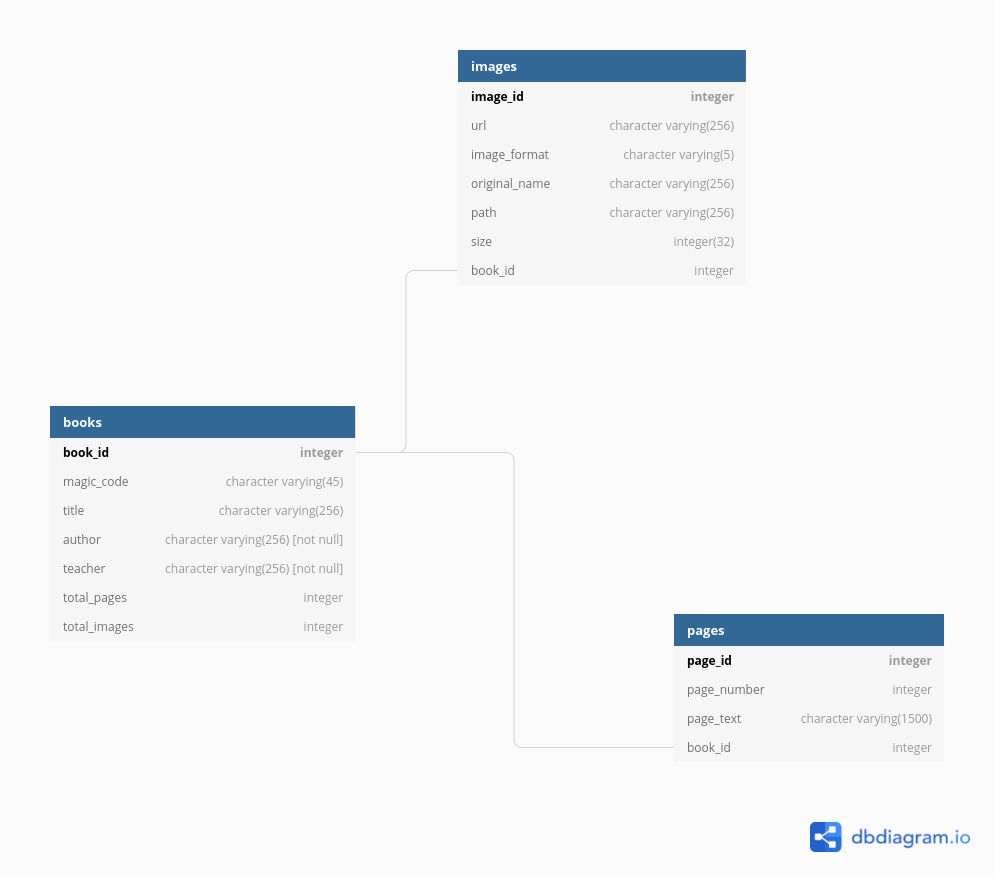 images
image_id integer
url character varying(256)
image_format character varying(5)
original_name character varying(256)
path character varying(256)
size integer(32)
book_id integer
books
book_id integer
magic_code character varying(45)
title character varying(256)
author character varying(256) [not null]
teacher character varying(256) [not null]
total_pages integer
total_images integer
pages
page_id integer
page_number integer
page_text character varying(1500)
book_id integer
dbdiagram.io